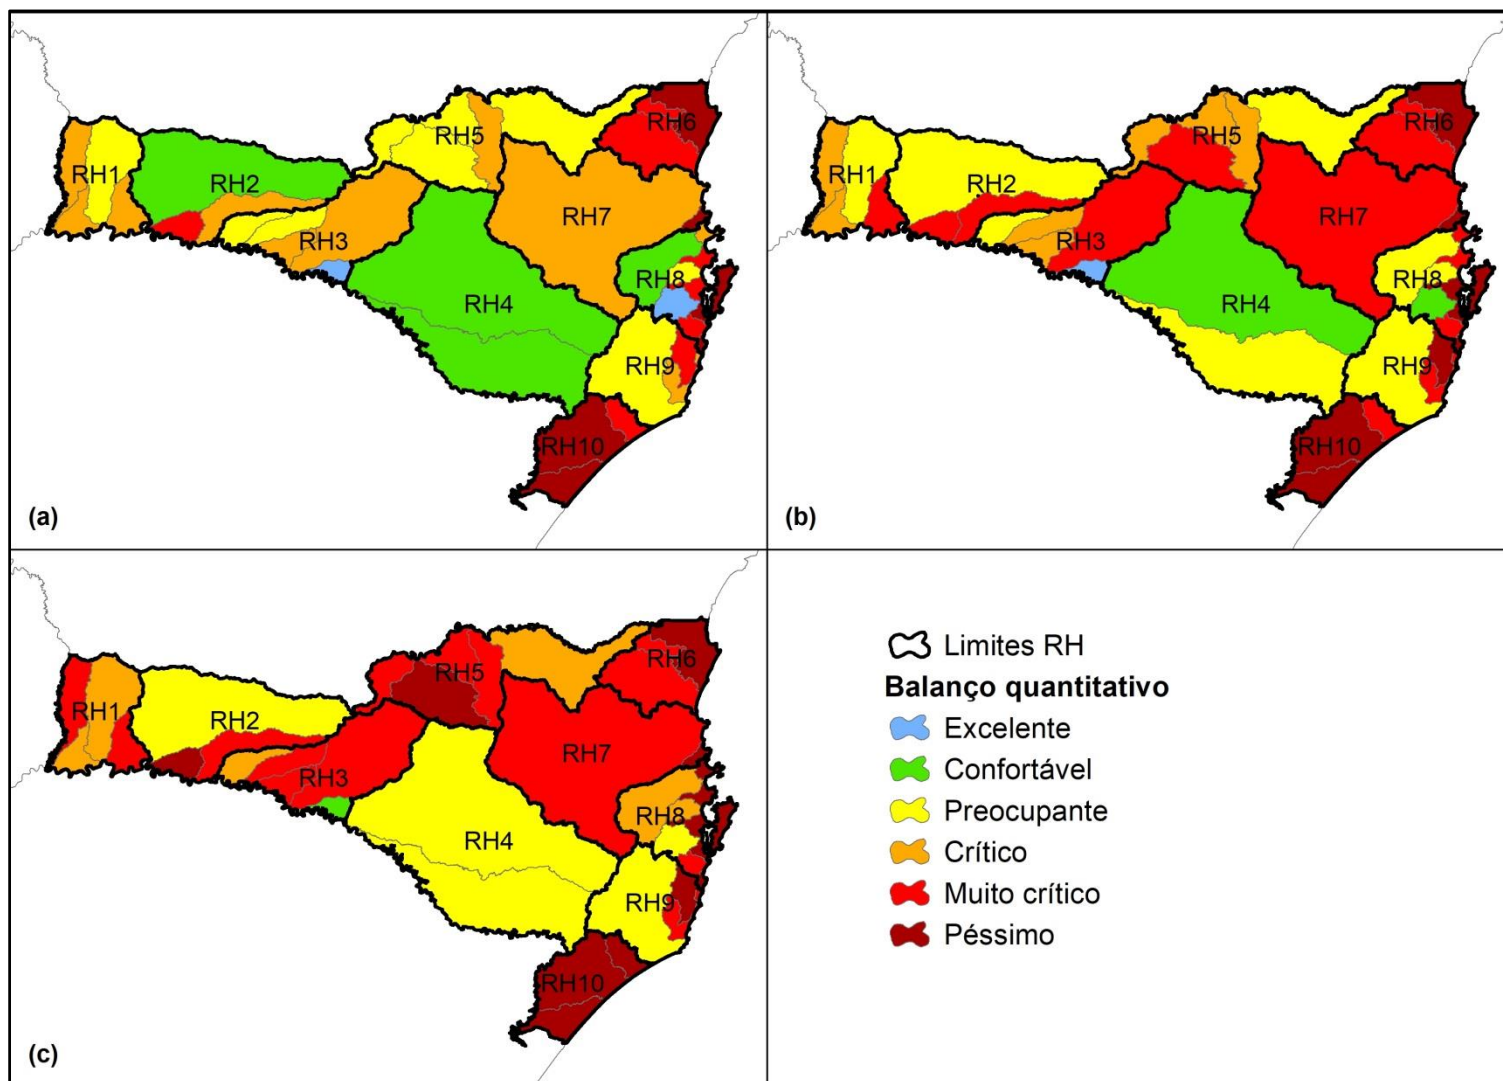 RH6
RH5
RH1
RH2
RH7
RH3
RH8
RH4
RH9
RH10
(a)
RH6
RH5
RH1
RH2
RH7
RH3
RH8
RH4
RH9
RH10
(b)
RH6
RH5
RH1
RH2
RH7
RH3
RH8
RH4
RH9
RH10
(c)
Limites RH
Balanço quantitativo
Excelente
Confortável
Preocupante
Crítico
Muito crítico
Péssimo